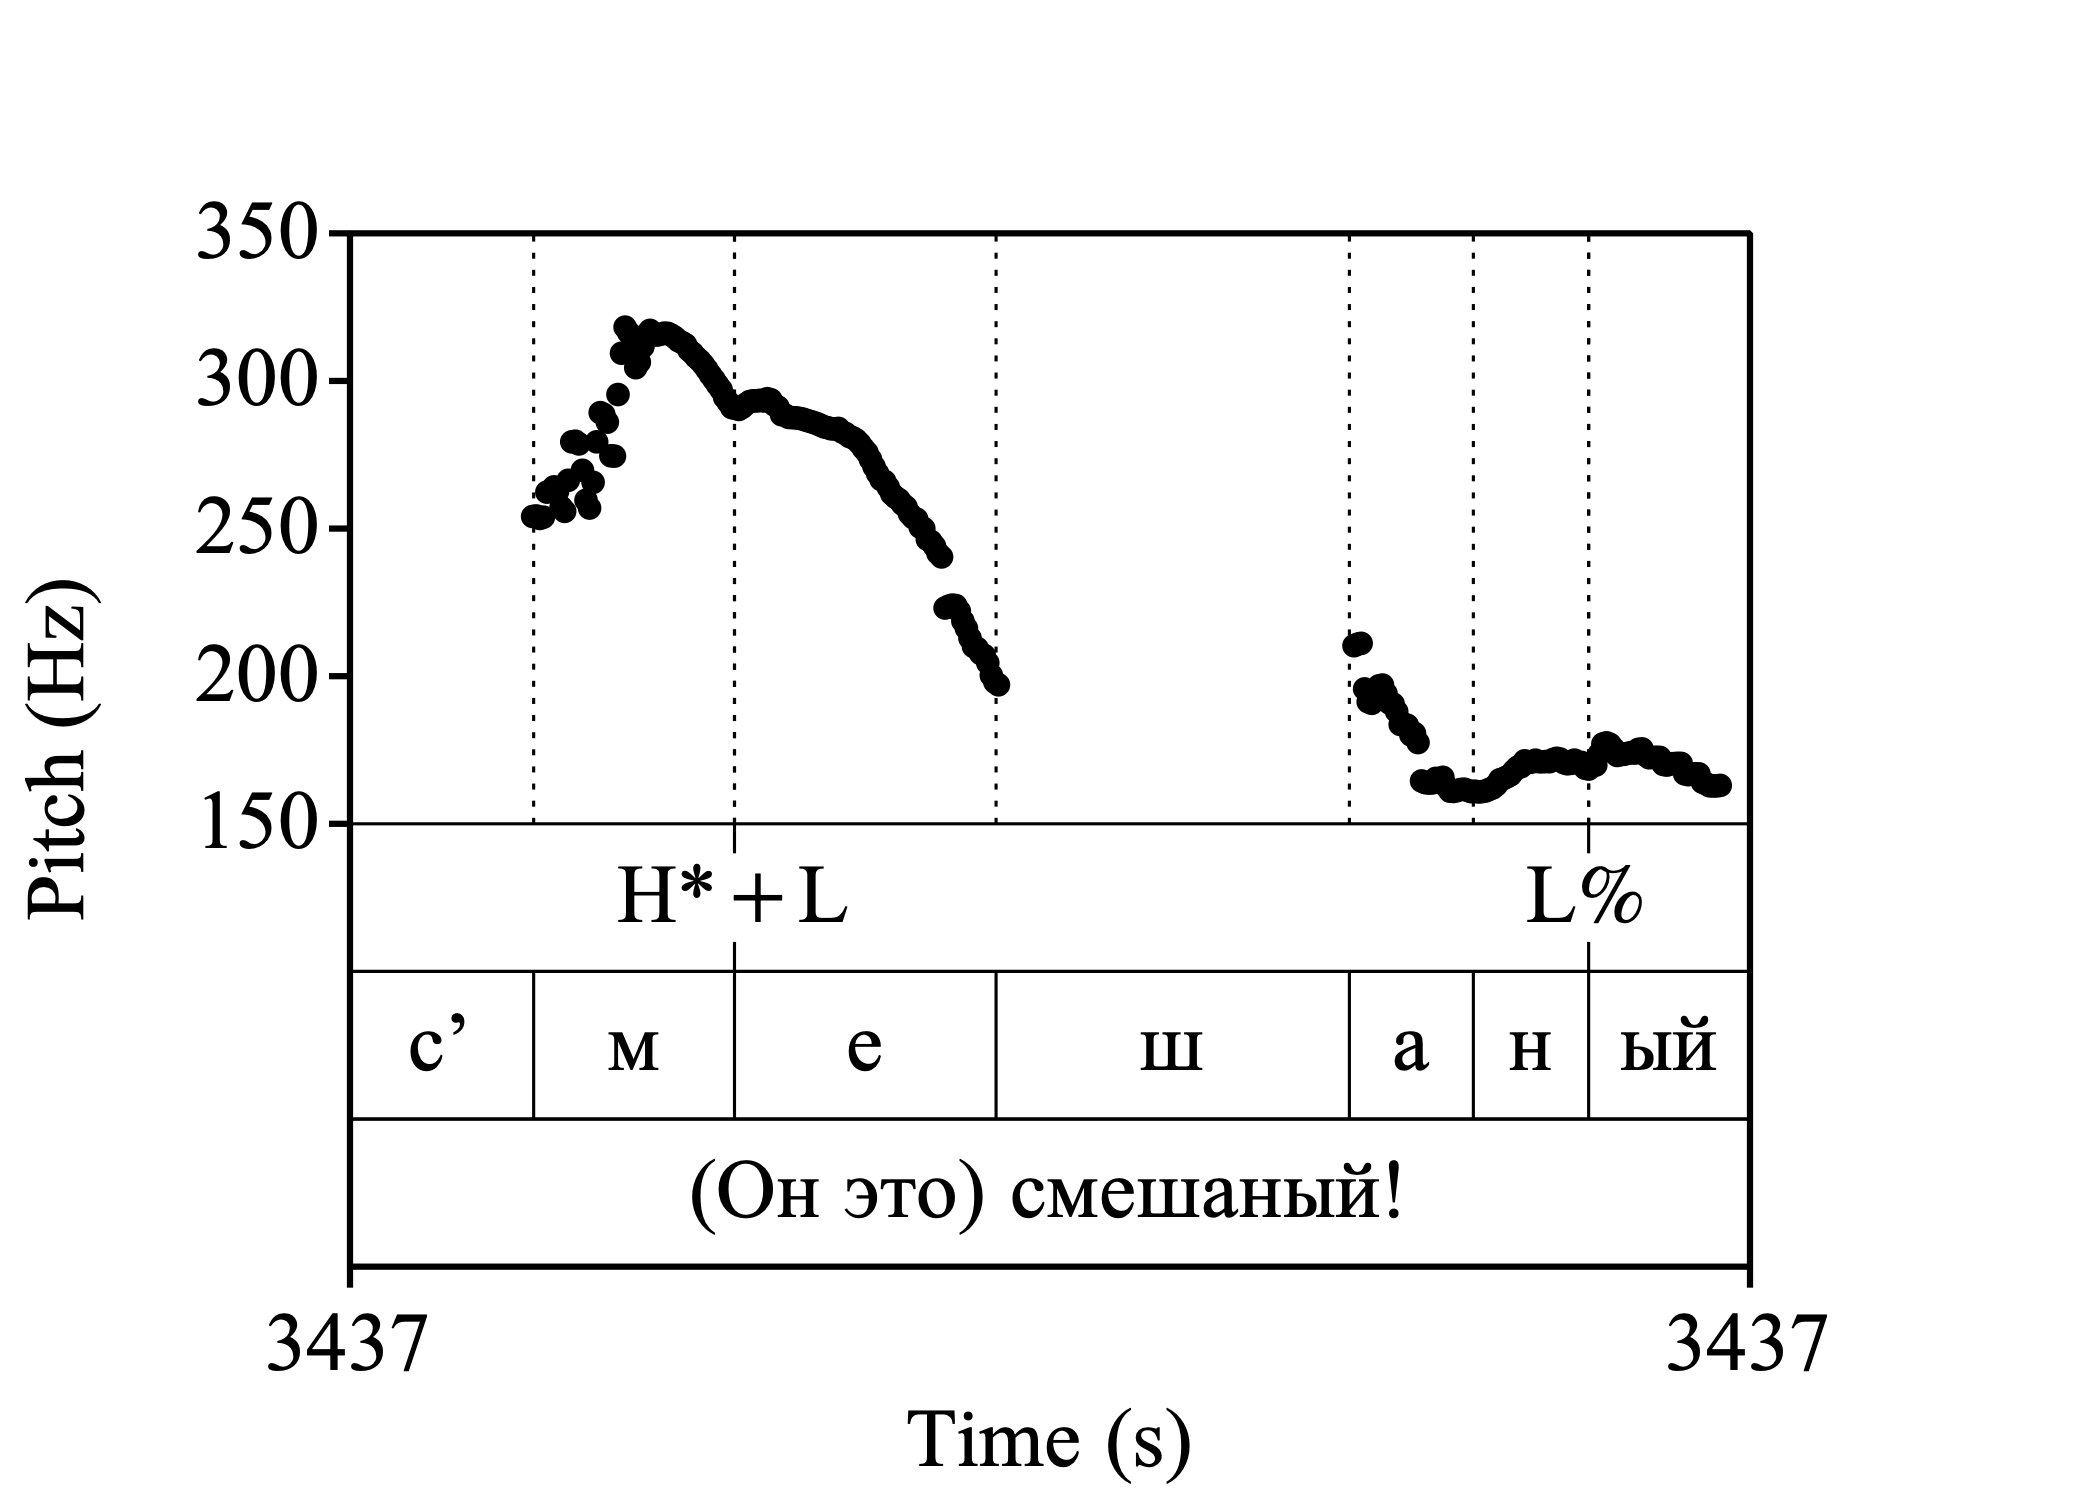 350
300
250
200
150
Pitch (Hz)
H* + L L%
с’ м е ш а н ый
(Он это) смешаный!
3437 3437
Time (s)